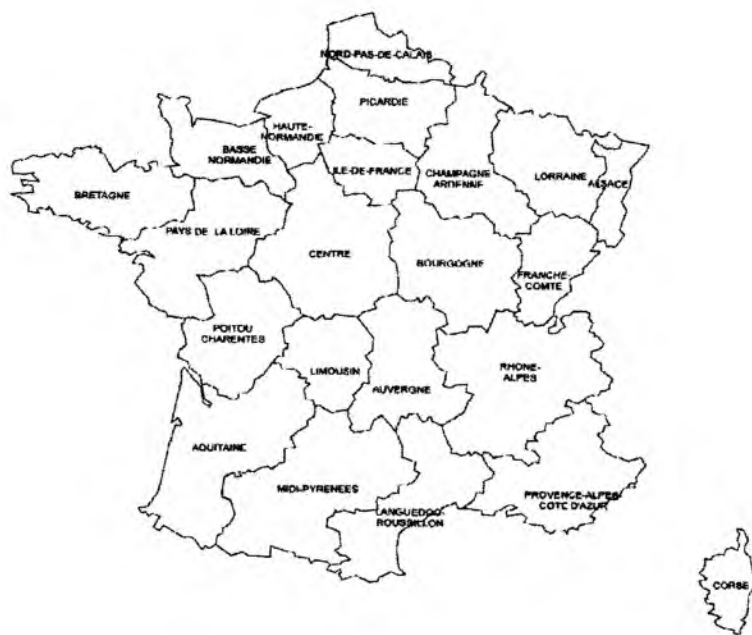 NORD-PAS-DE-CALAIS
PICARDIE
HAUTE-
NORMANDIE
BASSE
NORMANDIE
ILE-DE-FRANCE
CHAMPAGNE
ARDENNE
LORRAINE
ALSACE
BRETAGNE
PAYS DE LA LOIRE
CENTRE
BOURGOGNE
FRANCHE-
COMTE
POITOU
CHARENTES
LIMOUSIN
AUVERGNE
RHONE-
ALPES
AQUITAINE
MIDI-PYRENEES
LANGUEDOC-
ROUSSILLON
PROVENCE-ALPES-
COTE D'AZUR
CORSE